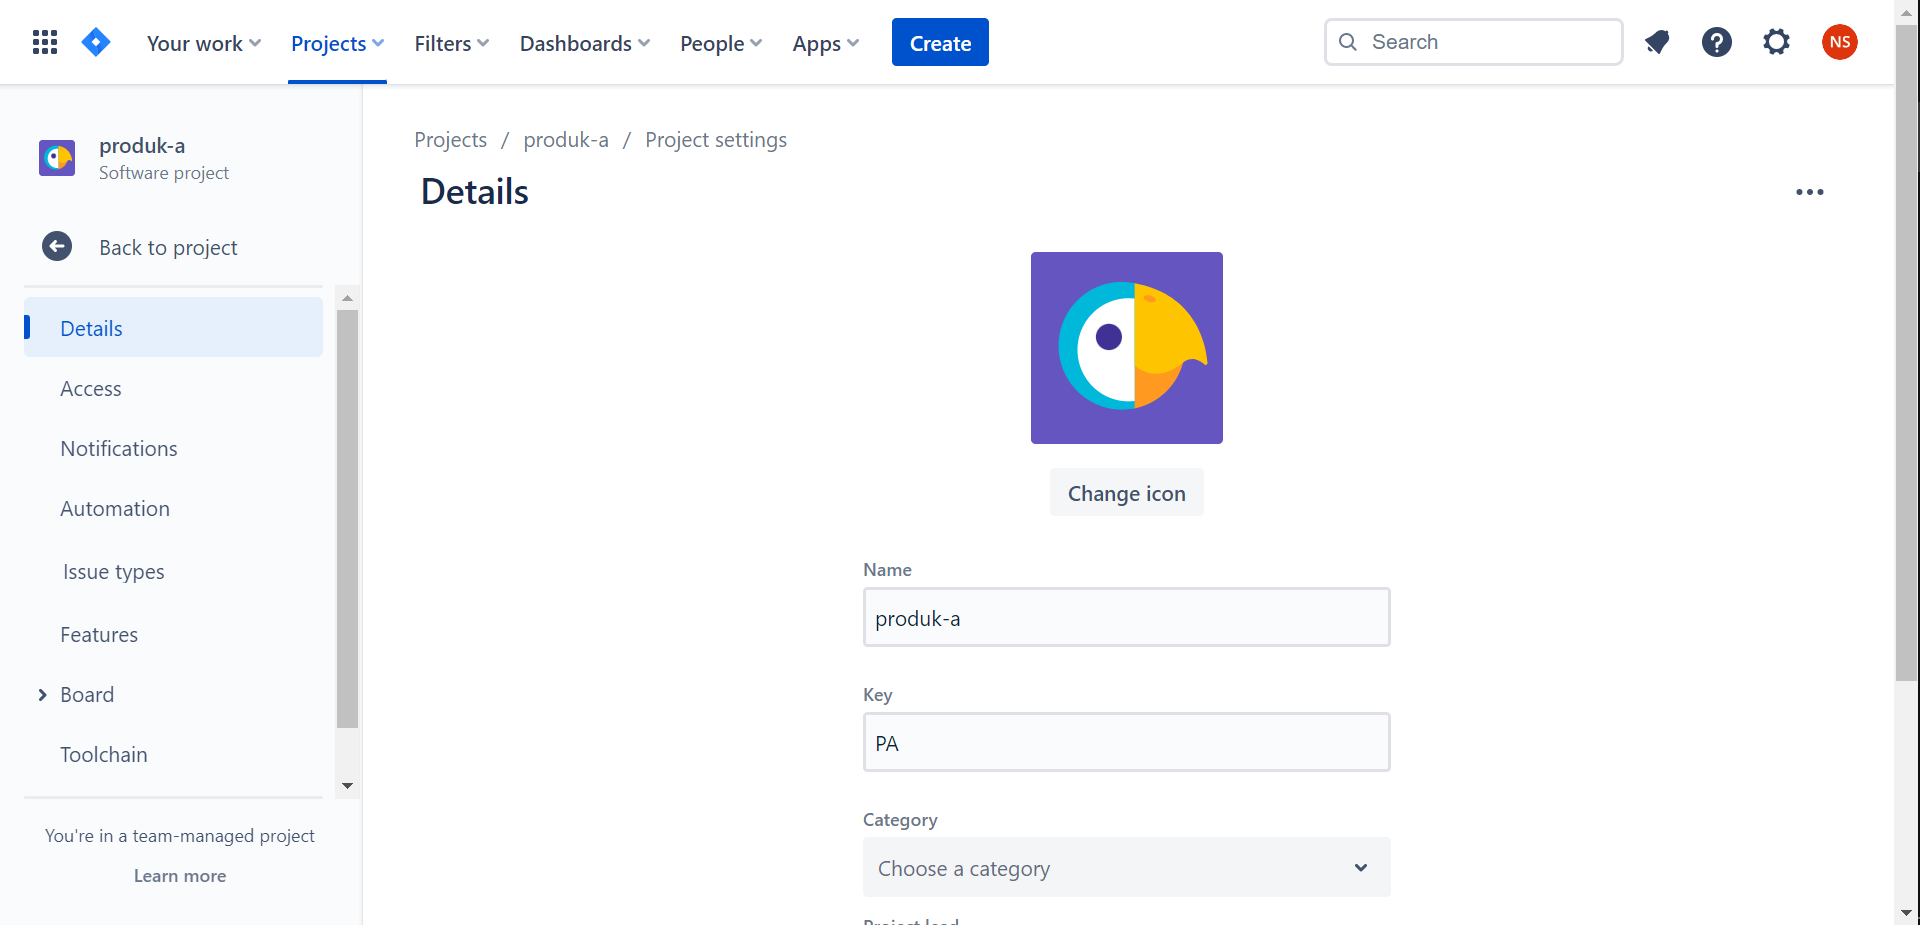 Your work
Projects
Filters
Dashboards
People
Apps
Create
Search
NS
produk-a
Software project
Back to project
Details
Access
Notifications
Automation
Issue types
Features
Board
Toolchain
You're in a team-managed project
Learn more
Projects / produk-a / Project settings
Details
Change icon
Name
produk-a
Key
PA
Category
Choose a category
Project lead